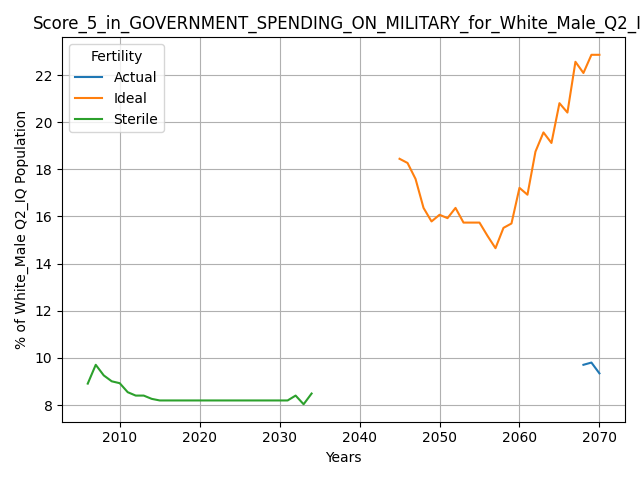 Score_5_in_GOVERNMENT_SPENDING_ON_MILITARY_for_White_Male_Q2_I
Fertility
Actual
Ideal
Sterile
% of White_Male Q2_IQ Population
22
20
18
16
14
12
10
8
2010 2020 2030 2040 2050 2060 2070
Years